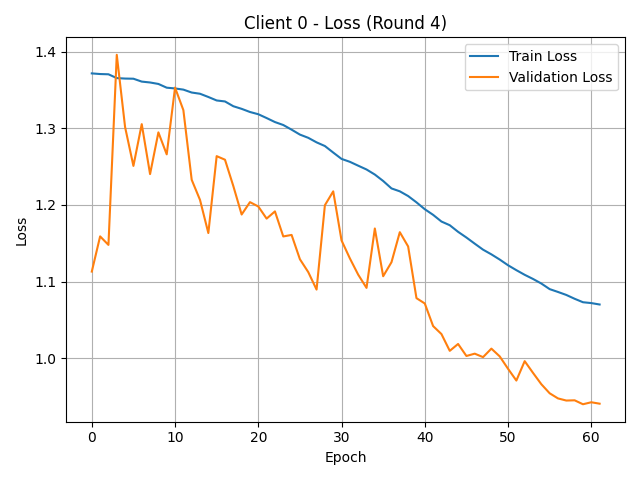 Client 0 - Loss (Round 4)
Train Loss
Validation Loss
1.4
1.3
1.2
1.1
1.0
Loss
0 10 20 30 40 50 60
Epoch